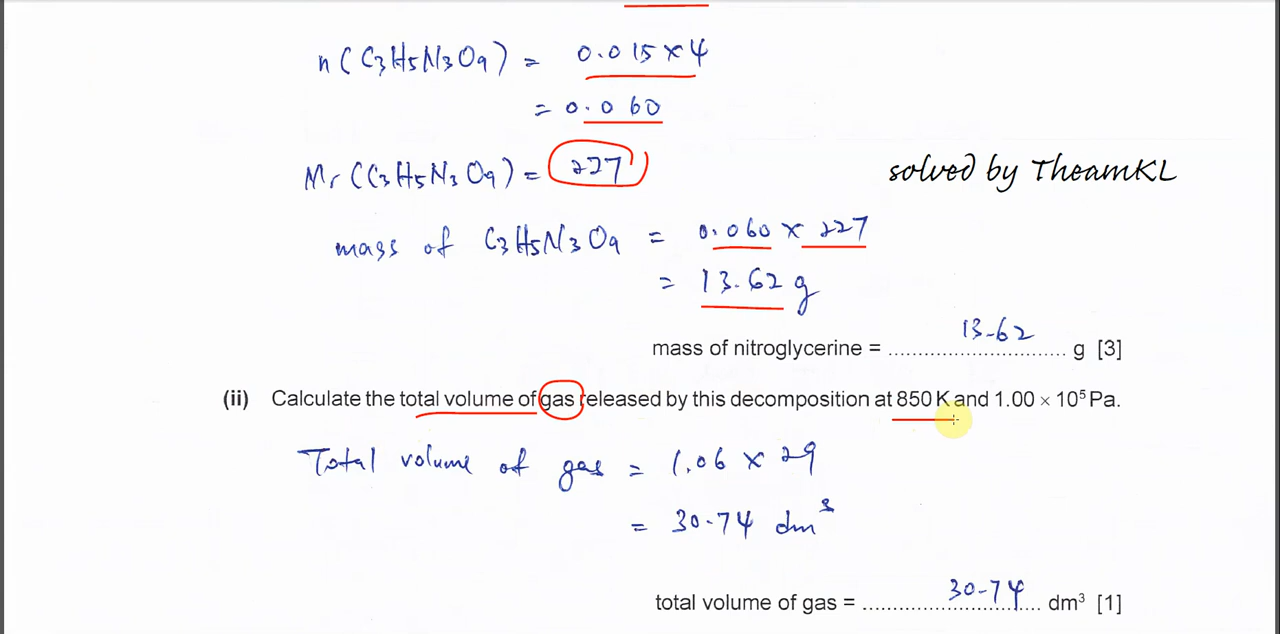 n(C3H5N3O9) = 0.015 × 4
= 0.060
Mr(C3H5N3O9) = 227
solved by TheamKL
mass of C3H5N3O9 = 0.060 × 227
= 13.62 g
mass of nitroglycerine = 13.62 g [3]
(ii) Calculate the total volume of gas released by this decomposition at 850 K and 1.00 × 10⁵ Pa.
Total volume of gas = 1.06 × 29
= 30.74 dm³
total volume of gas = 30.74 dm³ [1]